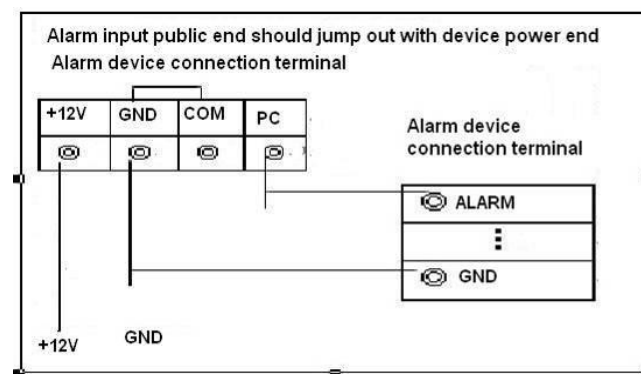 Alarm input public end should jump out with device power end
Alarm device connection terminal
+12V GND COM PC
Alarm device
connection terminal
ALARM
GND
+12V GND